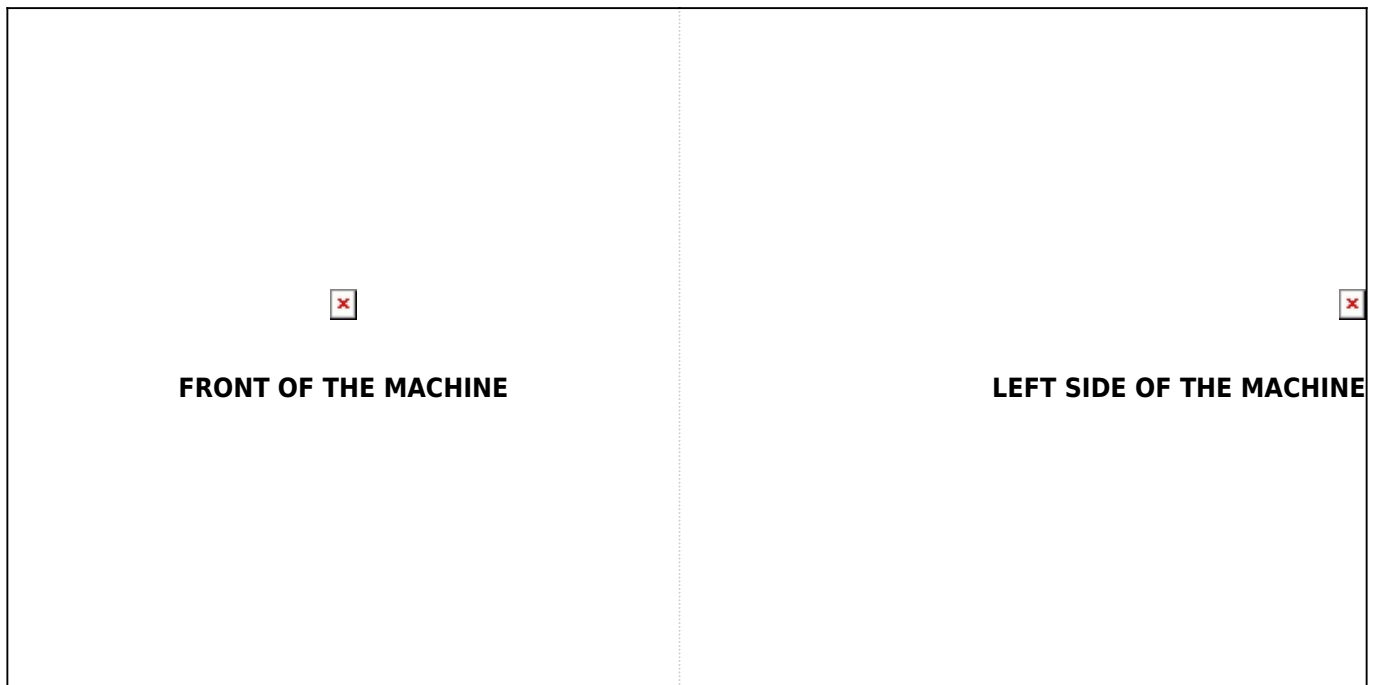 FRONT OF THE MACHINE
LEFT SIDE OF THE MACHINE